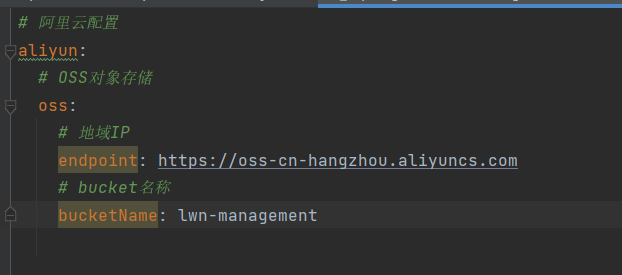 # 阿里云配置
aliyun:
# OSS对象存储
oss:
# 地域IP
endpoint: https://oss-cn-hangzhou.aliyuncs.com
# bucket名称
bucketName: lwn-management